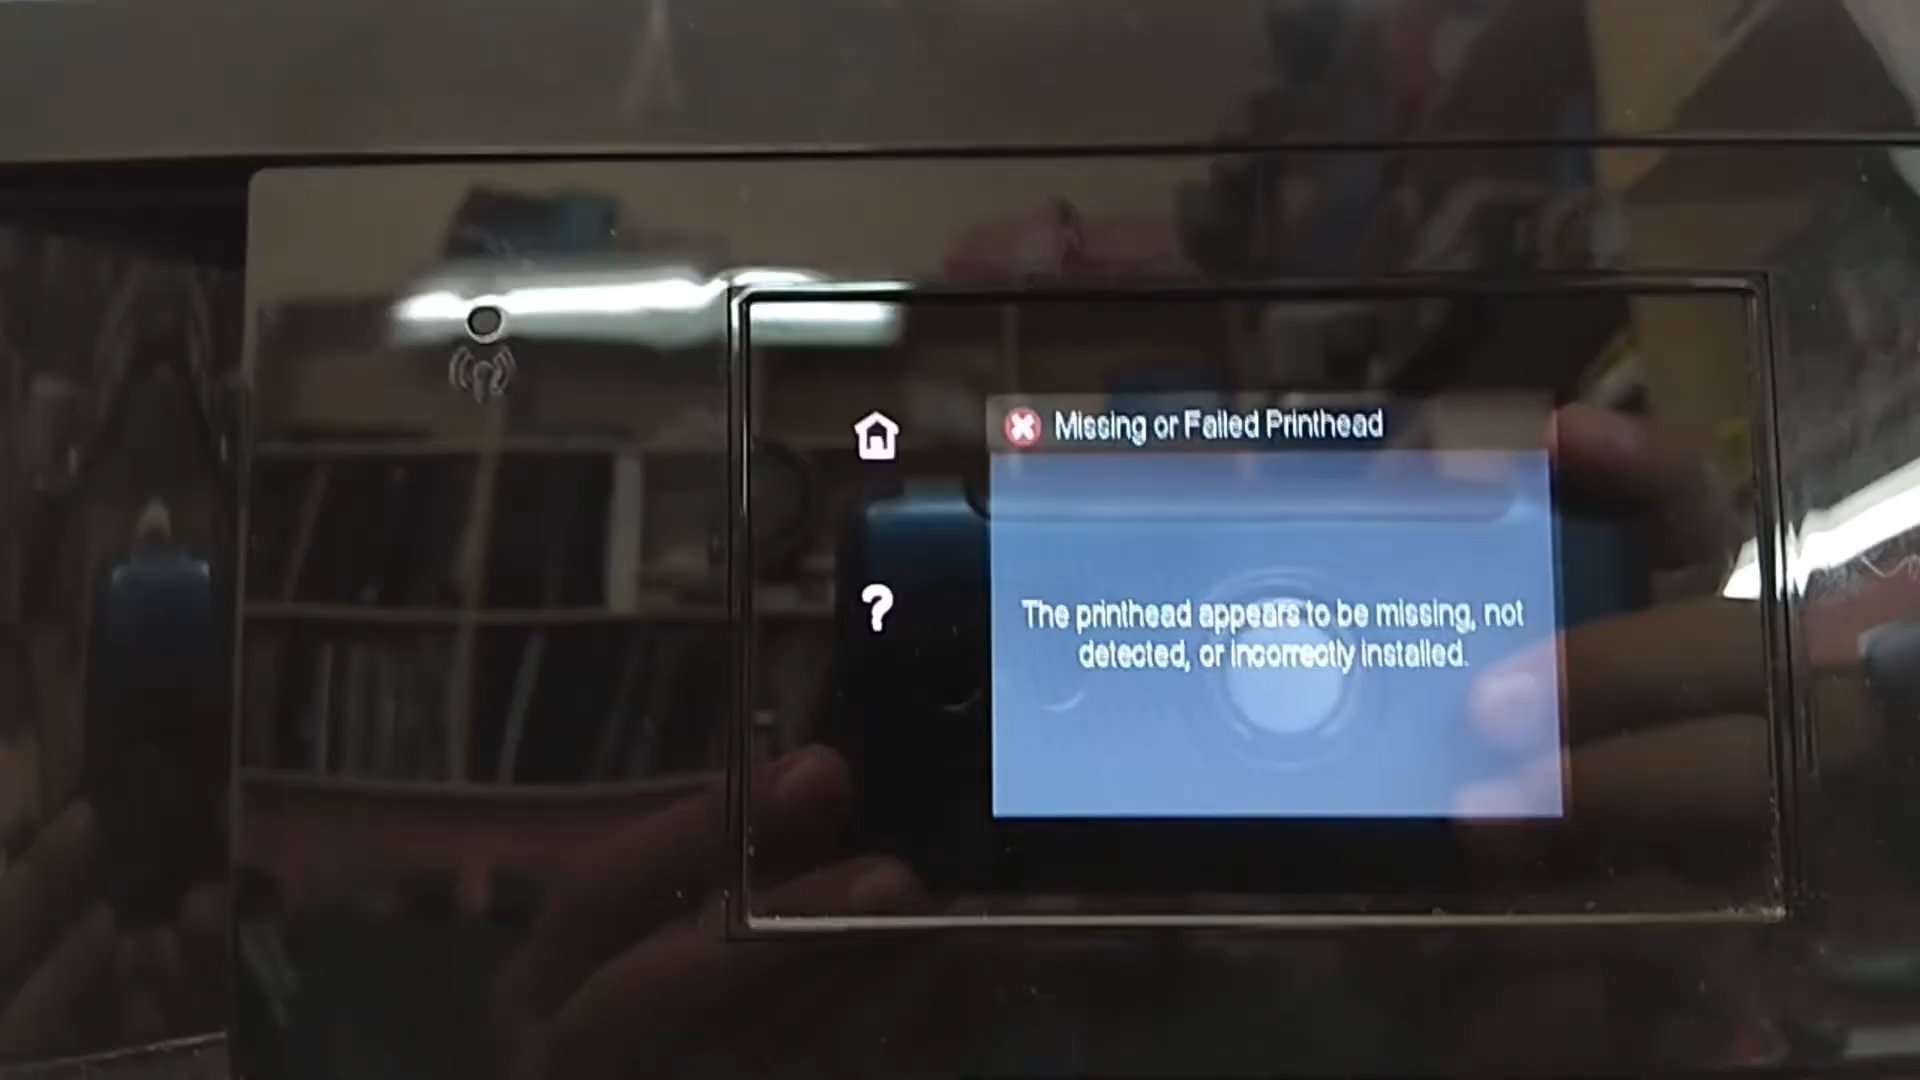 Missing or Failed Printhead
?
The printhead appears to be missing, not
detected, or incorrectly installed.